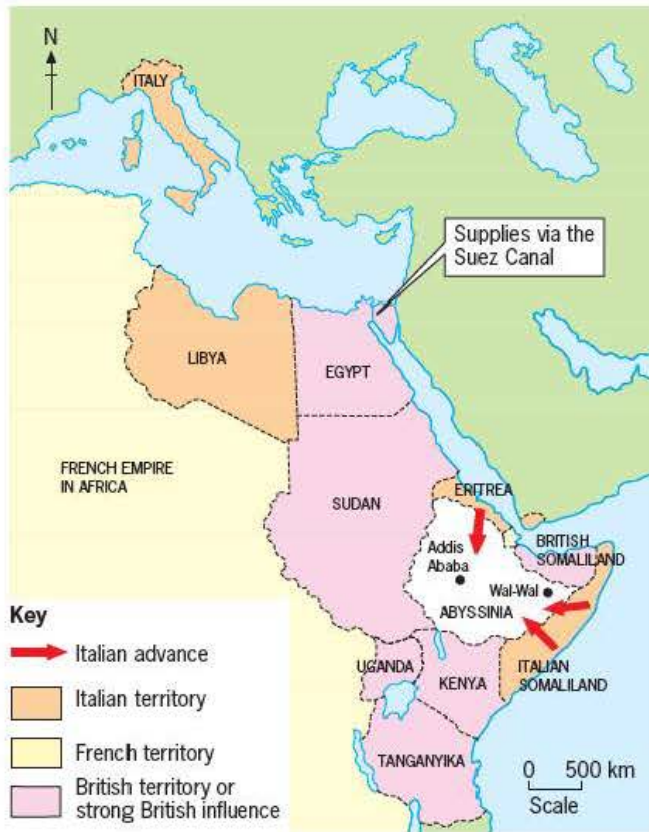 N
ITALY
Supplies via the
Suez Canal
LIBYA
EGYPT
FRENCH EMPIRE
IN AFRICA
SUDAN
ERITREA
Addis
Ababa
BRITISH
SOMALILAND
Wal-Wal
ABYSSINIA
UGANDA
KENYA
ITALIAN
SOMALILAND
TANGANYIKA
Key
Italian advance
Italian territory
French territory
British territory or
strong British influence
0 500 km
Scale